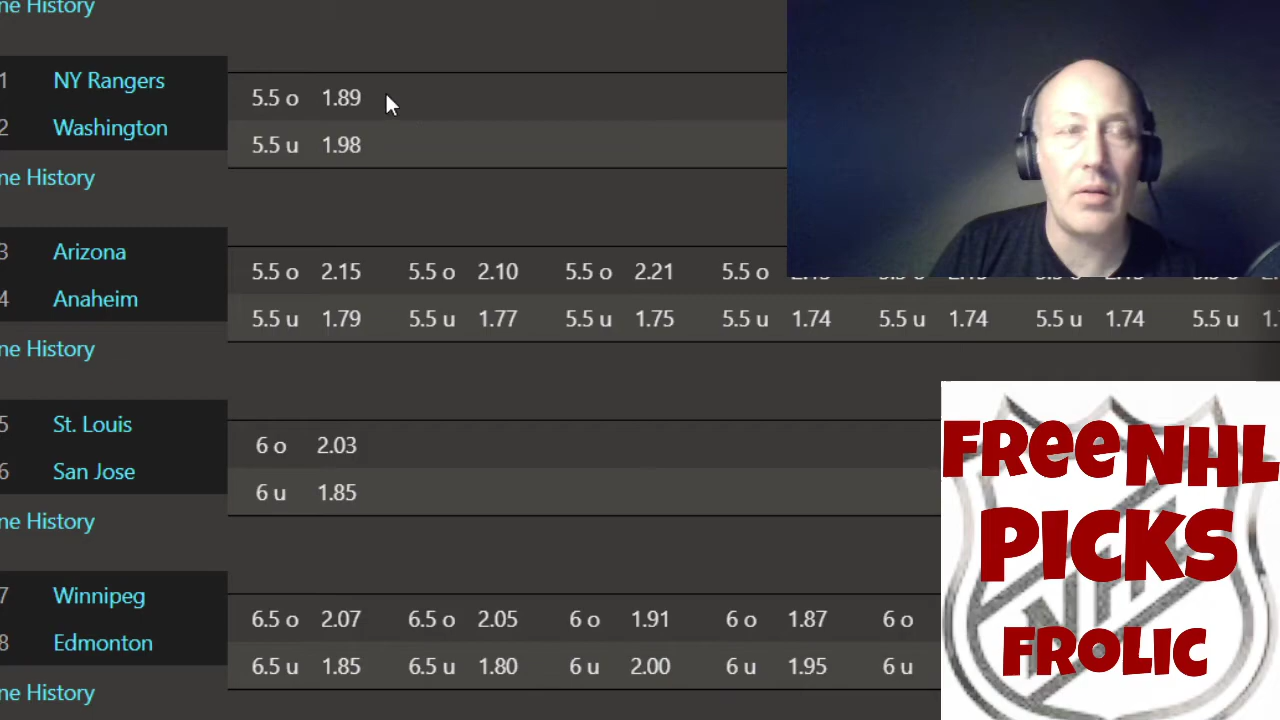 ne History
1 NY Rangers 5.5 o 1.89
2 Washington 5.5 u 1.98
ne History
3 Arizona 5.5 o 2.15 5.5 o 2.10 5.5 o 2.21 5.5 o
4 Anaheim 5.5 u 1.79 5.5 u 1.77 5.5 u 1.75 5.5 u 1.74 5.5 u 1.74 5.5 u 1.74 5.5 u 1.
ne History
5 St. Louis 6 o 2.03
6 San Jose 6 u 1.85
ne History
7 Winnipeg 6.5 o 2.07 6.5 o 2.05 6 o 1.91 6 o 1.87 6 o
8 Edmonton 6.5 u 1.85 6.5 u 1.80 6 u 2.00 6 u 1.95 6 u
ne History
FReeNHL
PICKS
NHL
FROLIC